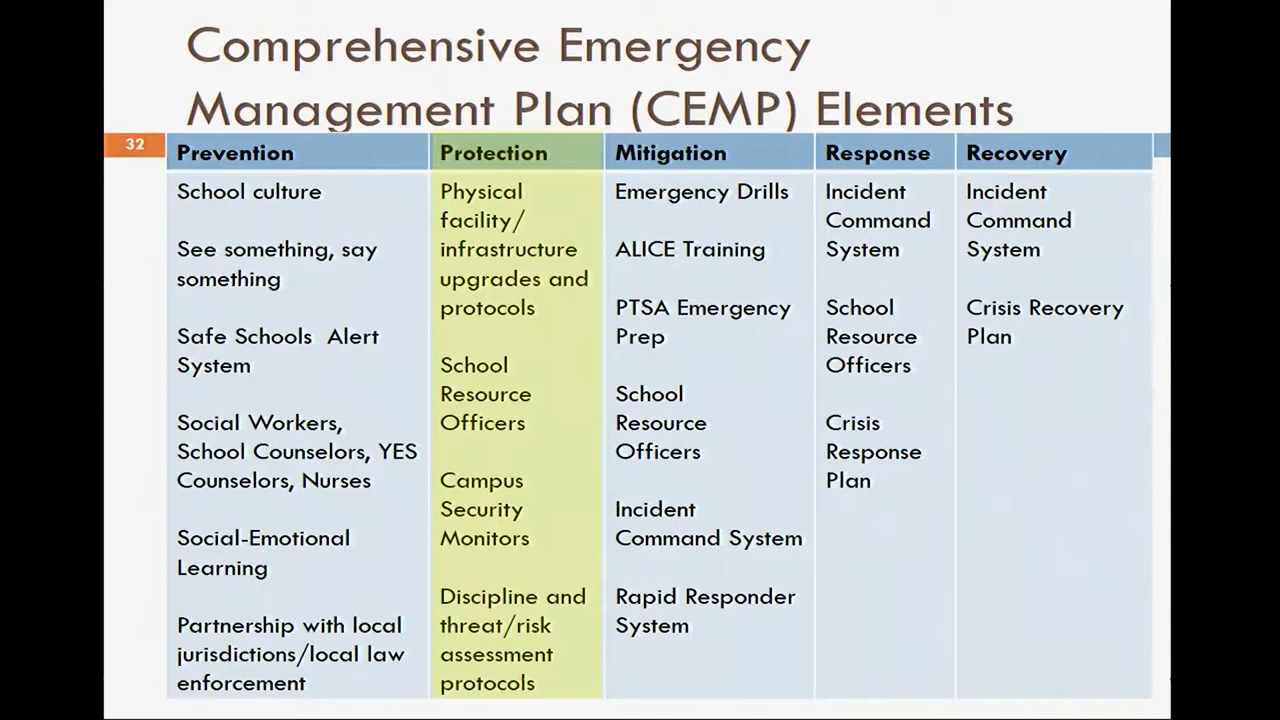 Comprehensive Emergency
Management Plan (CEMP) Elements
32
Prevention
School culture
See something, say
something
Safe Schools Alert
System
Social Workers,
School Counselors, YES
Counselors, Nurses
Social-Emotional
Learning
Partnership with local
jurisdictions/local law
enforcement
Protection
Physical
facility/
infrastructure
upgrades and
protocols
School
Resource
Officers
Campus
Security
Monitors
Discipline and
threat/risk
assessment
protocols
Mitigation
Emergency Drills
ALICE Training
PTSA Emergency
Prep
School
Resource
Officers
Incident
Command System
Rapid Responder
System
Response
Incident
Command
System
School
Resource
Officers
Crisis
Response
Plan
Recovery
Incident
Command
System
Crisis Recovery
Plan